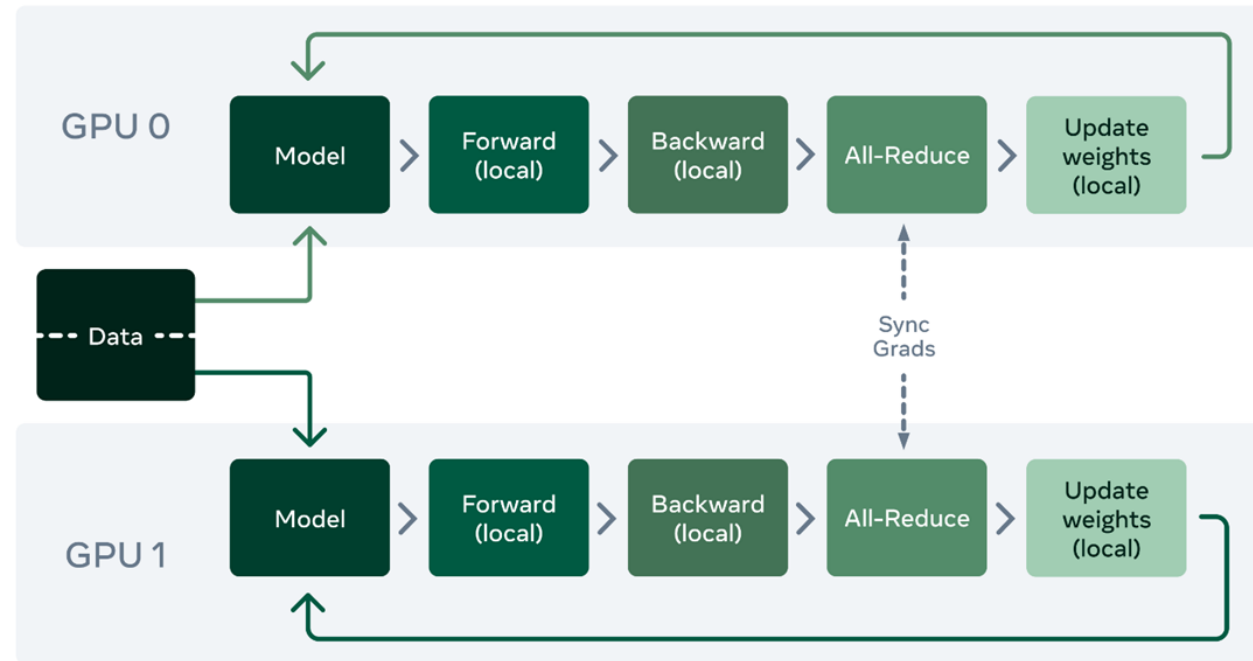 GPU 0
Model
Forward
(local)
Backward
(local)
All-Reduce
Update
weights
(local)
Data
Sync
Grads
GPU 1
Model
Forward
(local)
Backward
(local)
All-Reduce
Update
weights
(local)